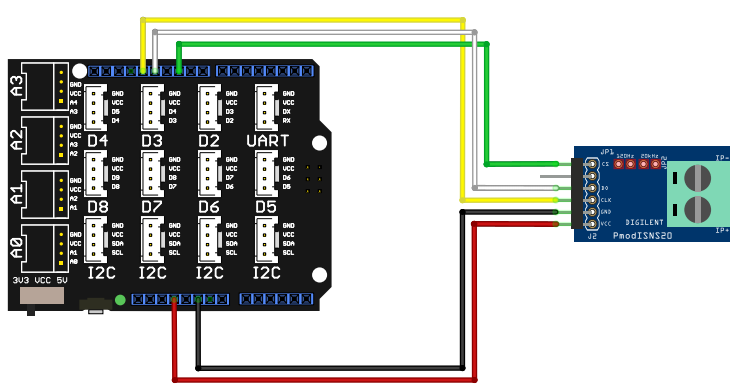 A3
GND
VCC
A4
A3
A2
GND
VCC
A3
A2
A1
GND
VCC
A2
A1
A0
GND
VCC
A1
A0
3V3 VCC 5V
GND
VCC
D5
D4
D4
GND
VCC
D4
D3
D3
GND
VCC
D3
D2
D2
GND
VCC
DX
RX
UART
GND
VCC
D9
D8
D8
GND
VCC
D8
D7
D7
GND
VCC
D7
D6
D6
GND
VCC
D6
D5
D5
GND
VCC
SDA
SCL
I2C
GND
VCC
SDA
SCL
I2C
GND
VCC
SDA
SCL
I2C
GND
VCC
SDA
SCL
I2C
JP1
120Hz
20kHz
JP2
IP-
CS
DO
CLK
GND
VCC
DIGILENT
IP+
J2
PmodISNS20